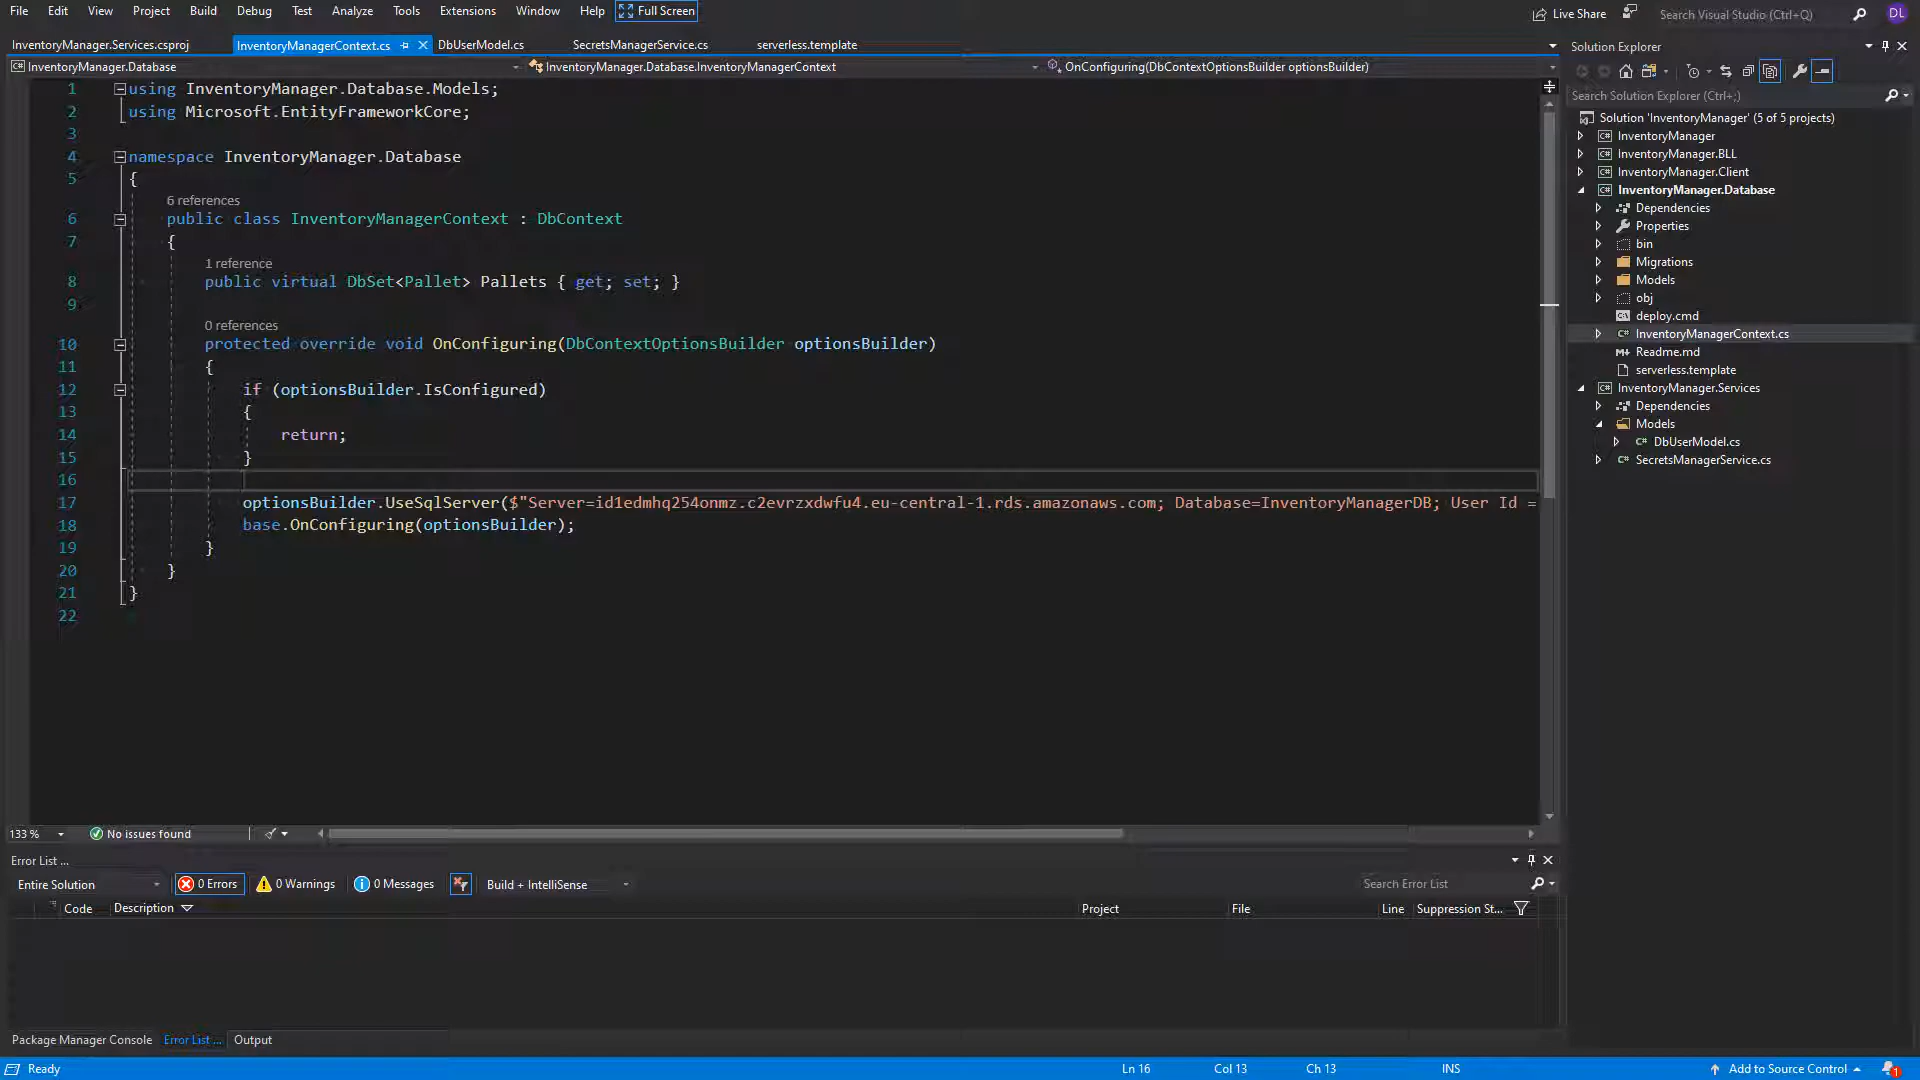 File Edit View Project Build Debug Test Analyze Tools Extensions Window Help Full Screen Live Share Search Visual Studio (Ctrl+Q) DL
InventoryManager.Services.csproj InventoryManagerContext.cs DbUserModel.cs SecretsManagerService.cs serverless.template
InventoryManager.Database InventoryManager.Database.InventoryManagerContext OnConfiguring(DbContextOptionsBuilder optionsBuilder)
1 using InventoryManager.Database.Models;
2 using Microsoft.EntityFrameworkCore;
3
4 namespace InventoryManager.Database
5 {
6 references
6 public class InventoryManagerContext : DbContext
7 {
1 reference
8 public virtual DbSet<Pallet> Pallets { get; set; }
9
0 references
10 protected override void OnConfiguring(DbContextOptionsBuilder optionsBuilder)
11 {
12 if (optionsBuilder.IsConfigured)
13 {
14 return;
15 }
16
17 optionsBuilder.UseSqlServer($"Server=id1edmhq254onmz.c2evrzxdwfu4.eu-central-1.rds.amazonaws.com; Database=InventoryManagerDB; User Id =
18 base.OnConfiguring(optionsBuilder);
19 }
20 }
21 }
22
133 % No issues found
Error List ...
Entire Solution 0 Errors 0 Warnings 0 Messages Build + IntelliSense Search Error List
Code Description Project File Line Suppression St...
Package Manager Console Error List ... Output
Solution Explorer
Search Solution Explorer (Ctrl+;)
Solution 'InventoryManager' (5 of 5 projects)
C# InventoryManager
C# InventoryManager.BLL
C# InventoryManager.Client
C# InventoryManager.Database
Dependencies
Properties
bin
Migrations
Models
obj
deploy.cmd
C# InventoryManagerContext.cs
Readme.md
serverless.template
C# InventoryManager.Services
Dependencies
Models
C# DbUserModel.cs
C# SecretsManagerService.cs
Ready Ln 16 Col 13 Ch 13 INS Add to Source Control 1